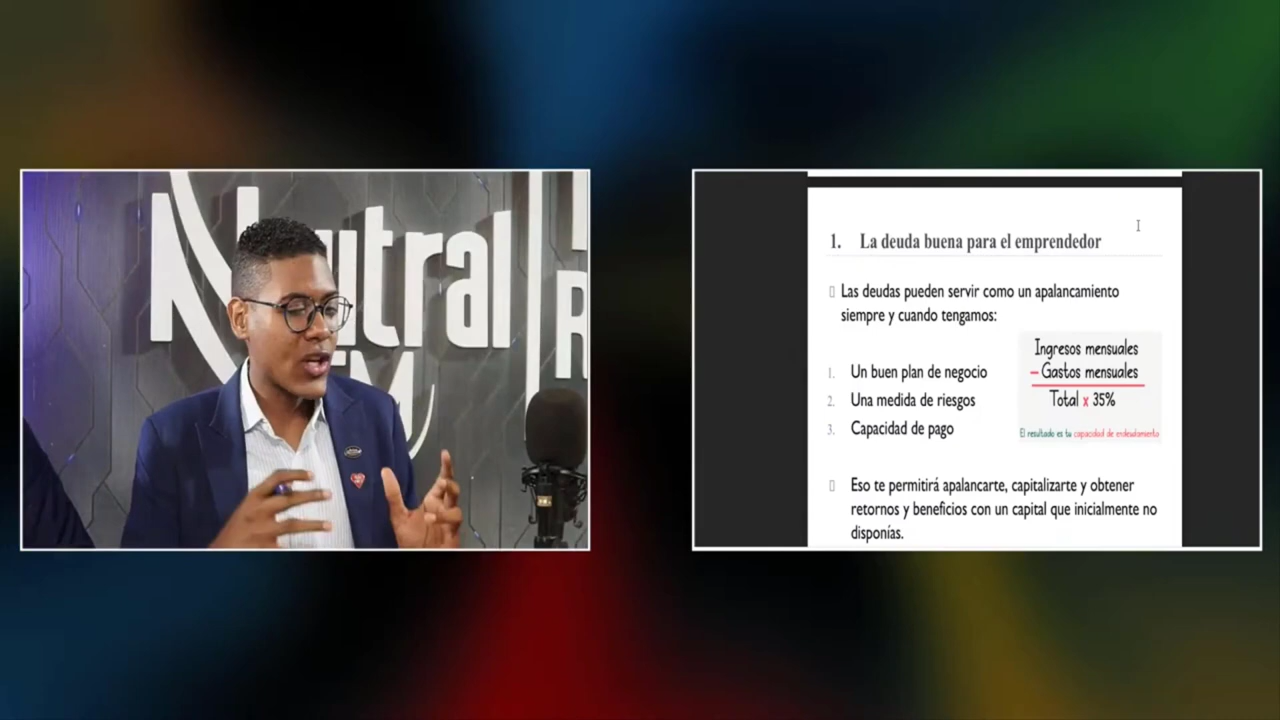 Neutral
FM
R
1. La deuda buena para el emprendedor
Las deudas pueden servir como un apalancamiento
siempre y cuando tengamos:
1. Un buen plan de negocio
2. Una medida de riesgos
3. Capacidad de pago
Ingresos mensuales
– Gastos mensuales
Total x 35%
El resultado es tu capacidad de endeudamiento
Eso te permitirá apalancarte, capitalizarte y obtener
retornos y beneficios con un capital que inicialmente no
disponías.